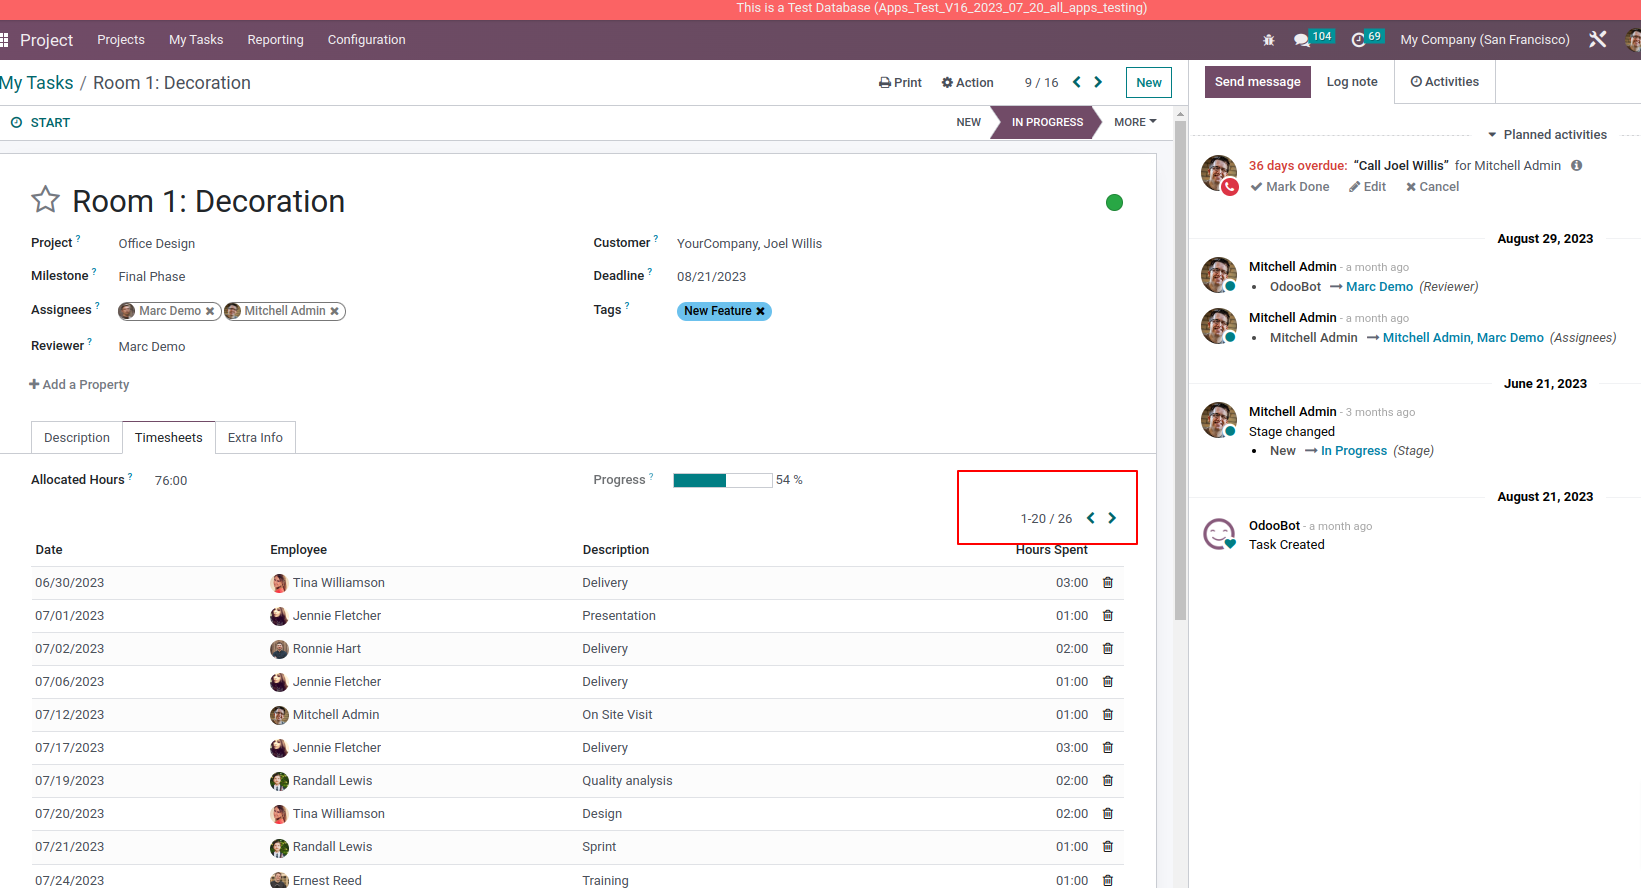 This is a Test Database (Apps_Test_V16_2023_07_20_all_apps_testing)
Project Projects My Tasks Reporting Configuration 104 69 My Company (San Francisco)
My Tasks / Room 1: Decoration Print Action 9 / 16 New
START NEW IN PROGRESS MORE
Room 1: Decoration
Project ? Office Design
Customer ? YourCompany, Joel Willis
Milestone ? Final Phase
Deadline ? 08/21/2023
Assignees ? Marc Demo Mitchell Admin
Tags ? New Feature
Reviewer ? Marc Demo
Add a Property
Description Timesheets Extra Info
Allocated Hours ? 76:00
Progress ? 54 %
1-20 / 26
Date Employee Description Hours Spent
06/30/2023 Tina Williamson Delivery 03:00
07/01/2023 Jennie Fletcher Presentation 01:00
07/02/2023 Ronnie Hart Delivery 02:00
07/06/2023 Jennie Fletcher Delivery 01:00
07/12/2023 Mitchell Admin On Site Visit 01:00
07/17/2023 Jennie Fletcher Delivery 03:00
07/19/2023 Randall Lewis Quality analysis 02:00
07/20/2023 Tina Williamson Design 02:00
07/21/2023 Randall Lewis Sprint 01:00
07/24/2023 Ernest Reed Training 01:00
Send message Log note Activities
Planned activities
36 days overdue: “Call Joel Willis” for Mitchell Admin
Mark Done Edit Cancel
August 29, 2023
Mitchell Admin - a month ago
• OdooBot Marc Demo (Reviewer)
Mitchell Admin - a month ago
• Mitchell Admin Mitchell Admin, Marc Demo (Assignees)
June 21, 2023
Mitchell Admin - 3 months ago
Stage changed
• New In Progress (Stage)
August 21, 2023
OdooBot - a month ago
Task Created